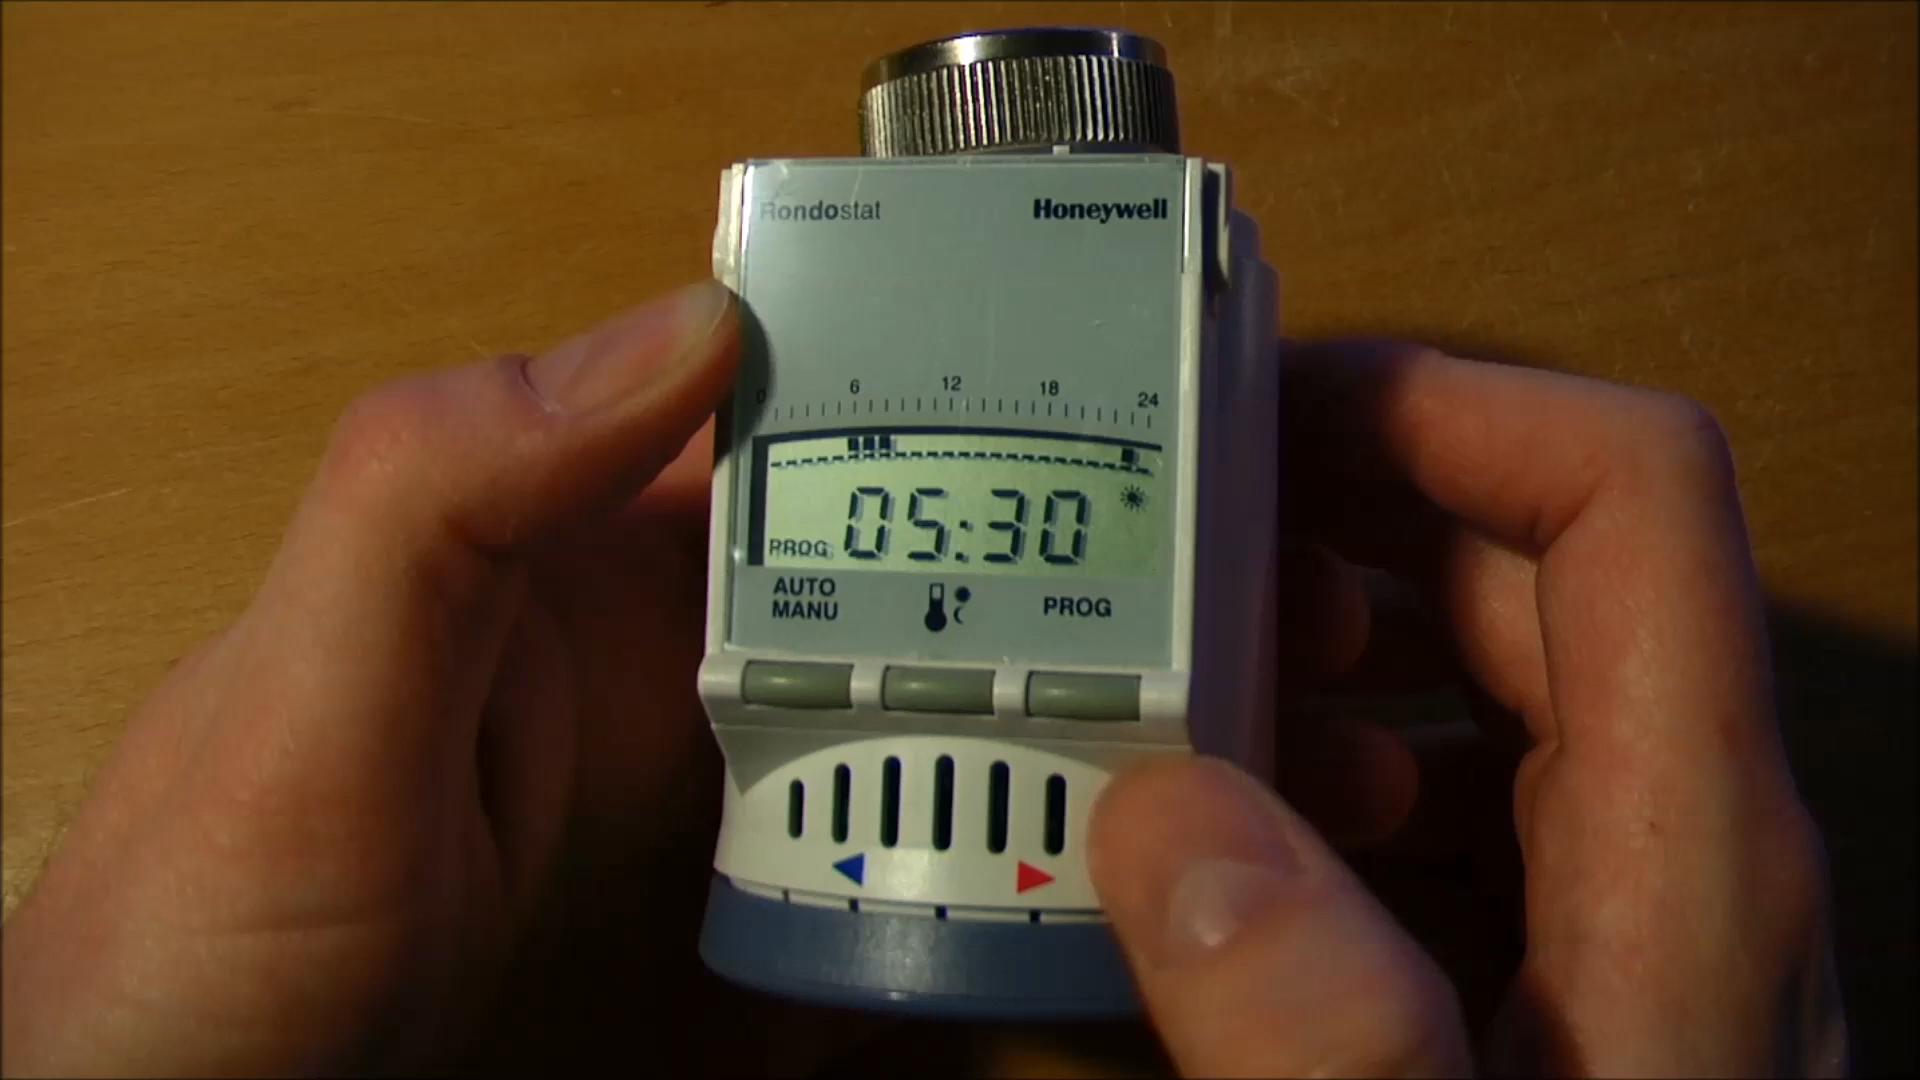 Rondostat Honeywell
0 6 12 18 24
05:30
PROG
AUTO
MANU
PROG